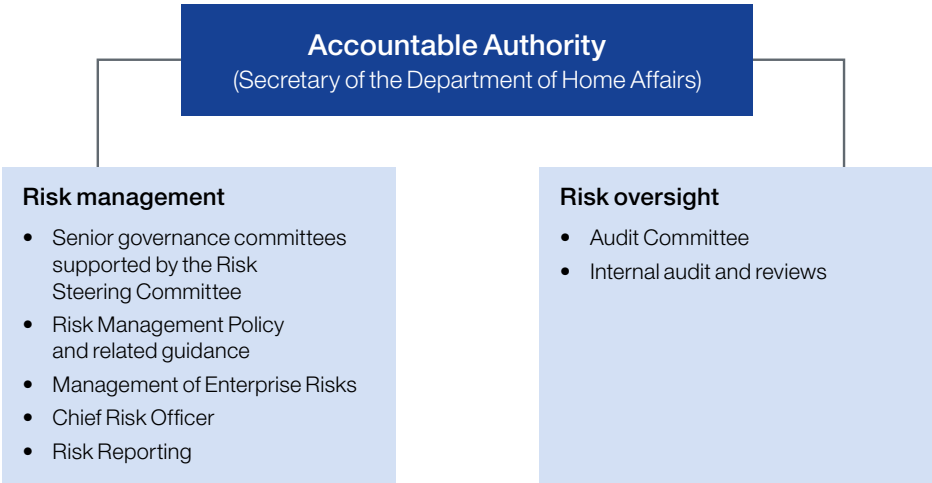 Accountable Authority
(Secretary of the Department of Home Affairs)
Risk management
• Senior governance committees
supported by the Risk
Steering Committee
• Risk Management Policy
and related guidance
• Management of Enterprise Risks
• Chief Risk Officer
• Risk Reporting
Risk oversight
• Audit Committee
• Internal audit and reviews